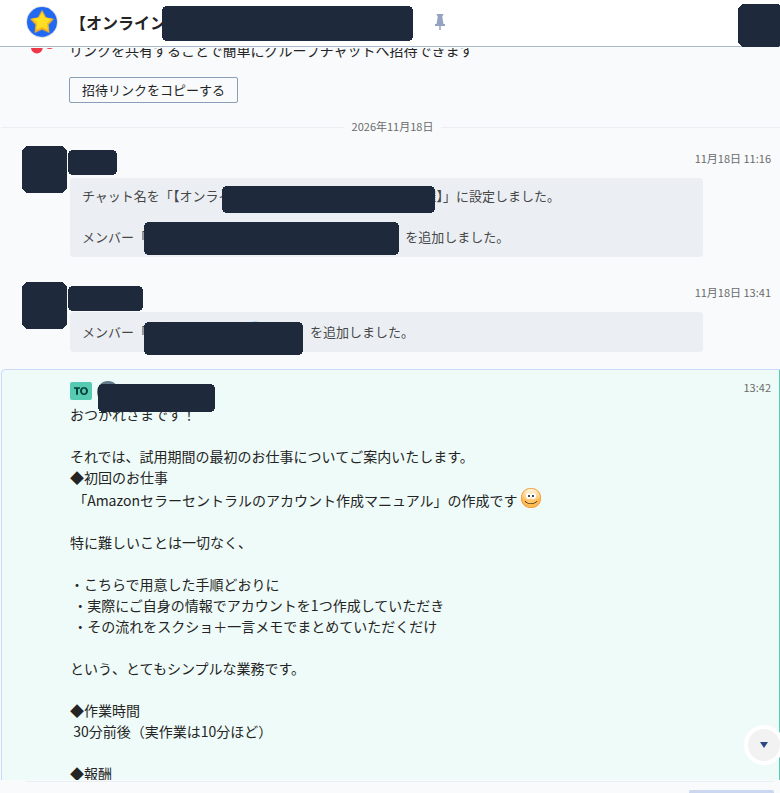 【オンライン
リンクを共有することで簡単にグループチャットへ招待できます
招待リンクをコピーする
2026年11月18日
11月18日 11:16
チャット名を「【オンラ
】」に設定しました。
メンバー「
を追加しました。
11月18日 13:41
メンバー「
を追加しました。
TO
13:42
おつかれさまです！
それでは、試用期間の最初のお仕事についてご案内いたします。
◆初回のお仕事
「Amazonセラーセントラルのアカウント作成マニュアル」の作成です
特に難しいことは一切なく、
・こちらで用意した手順どおりに
・実際にご自身の情報でアカウントを1つ作成していただき
・その流れをスクショ＋一言メモでまとめていただくだけ
という、とてもシンプルな業務です。
◆作業時間
30分前後（実作業は10分ほど）
◆報酬